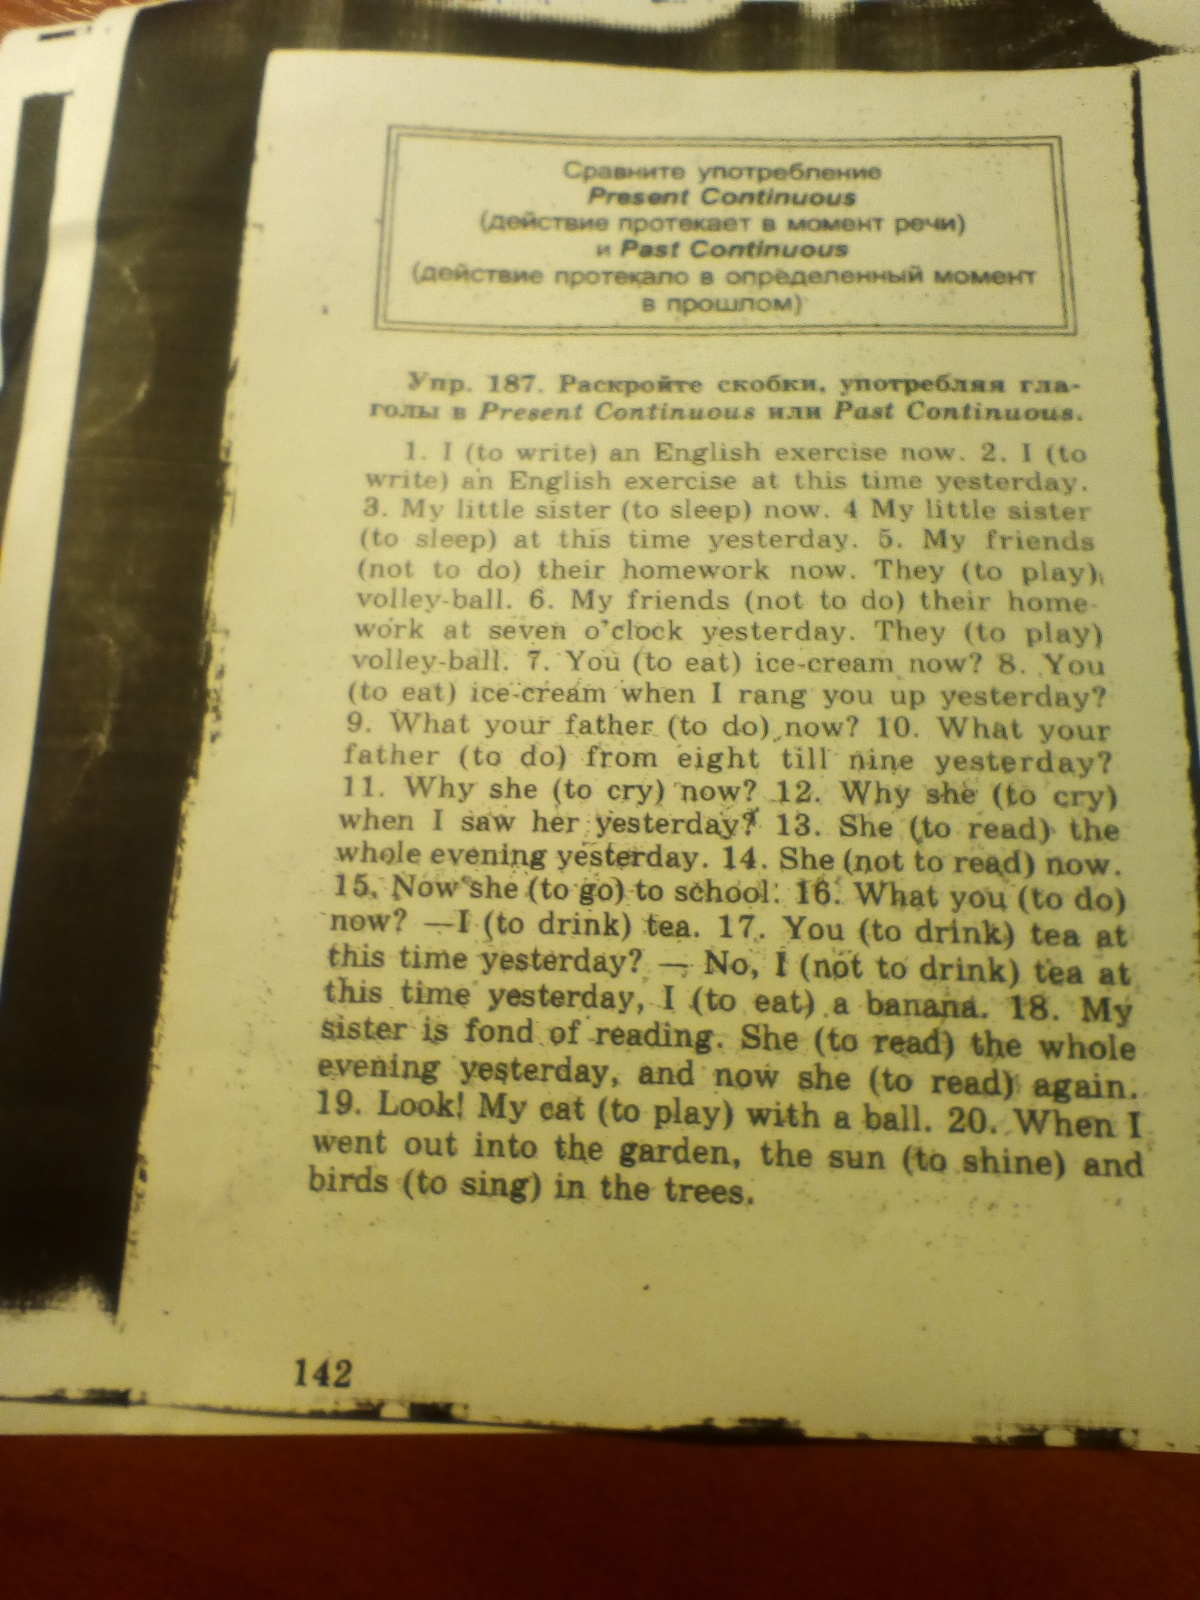 Сравните употребление
Present Continuous
(действие протекает в момент речи)
и Past Continuous
(действие протекало в определенный момент
в прошлом)
Упр. 187. Раскройте скобки, употребляя гла-
голы в Present Continuous или Past Continuous.
1. I (to write) an English exercise now. 2. I (to
write) an English exercise at this time yesterday.
3. My little sister (to sleep) now. 4 My little sister
(to sleep) at this time yesterday. 5. My friends
(not to do) their homework now. They (to play)
volley-ball. 6. My friends (not to do) their home-
work at seven o'clock yesterday. They (to play)
volley-ball. 7. You (to eat) ice-cream now? 8. You
(to eat) ice-cream when I rang you up yesterday?
9. What your father (to do) now? 10. What your
father (to do) from eight till nine yesterday?
11. Why she (to cry) now? 12. Why she (to cry)
when I saw her yesterday? 13. She (to read) the
whole evening yesterday. 14. She (not to read) now.
15. Now she (to go) to school. 16. What you (to do)
now? —I (to drink) tea. 17. You (to drink) tea at
this time yesterday? — No, I (not to drink) tea at
this time yesterday, I (to eat) a banana. 18. My
sister is fond of reading. She (to read) the whole
evening yesterday, and now she (to read) again.
19. Look! My cat (to play) with a ball. 20. When I
went out into the garden, the sun (to shine) and
birds (to sing) in the trees.
142